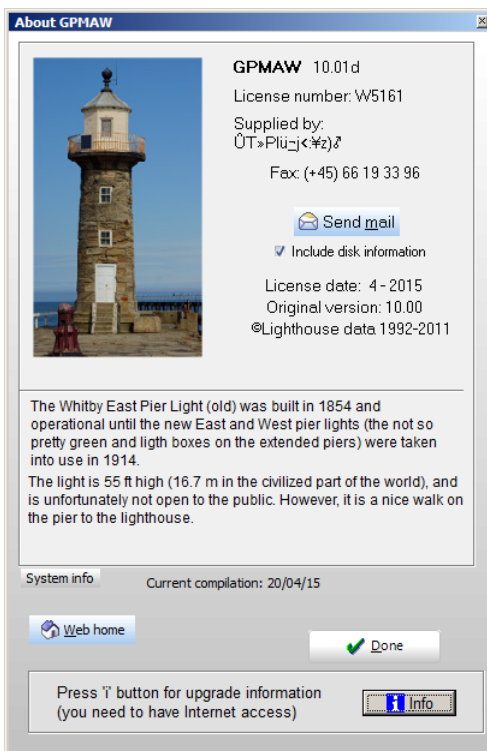 About GPMAW
GPMAW 10.01d
License number: W5161
Supplied by:
Fax: (+45) 66 19 33 96
Send mail
Include disk information
License date: 4 - 2015
Original version: 10.00
©Lighthouse data 1992-2011
The Whitby East Pier Light (old) was built in 1854 and
operational until the new East and West pier lights (the not so
pretty green and ligth boxes on the extended piers) were taken
into use in 1914.
The light is 55 ft high (16.7 m in the civilized part of the world), and
is unfortunately not open to the public. However, it is a nice walk on
the pier to the lighthouse.
System info
Current compilation: 20/04/15
Web home
Done
Press 'i' button for upgrade information
(you need to have Internet access)
i Info